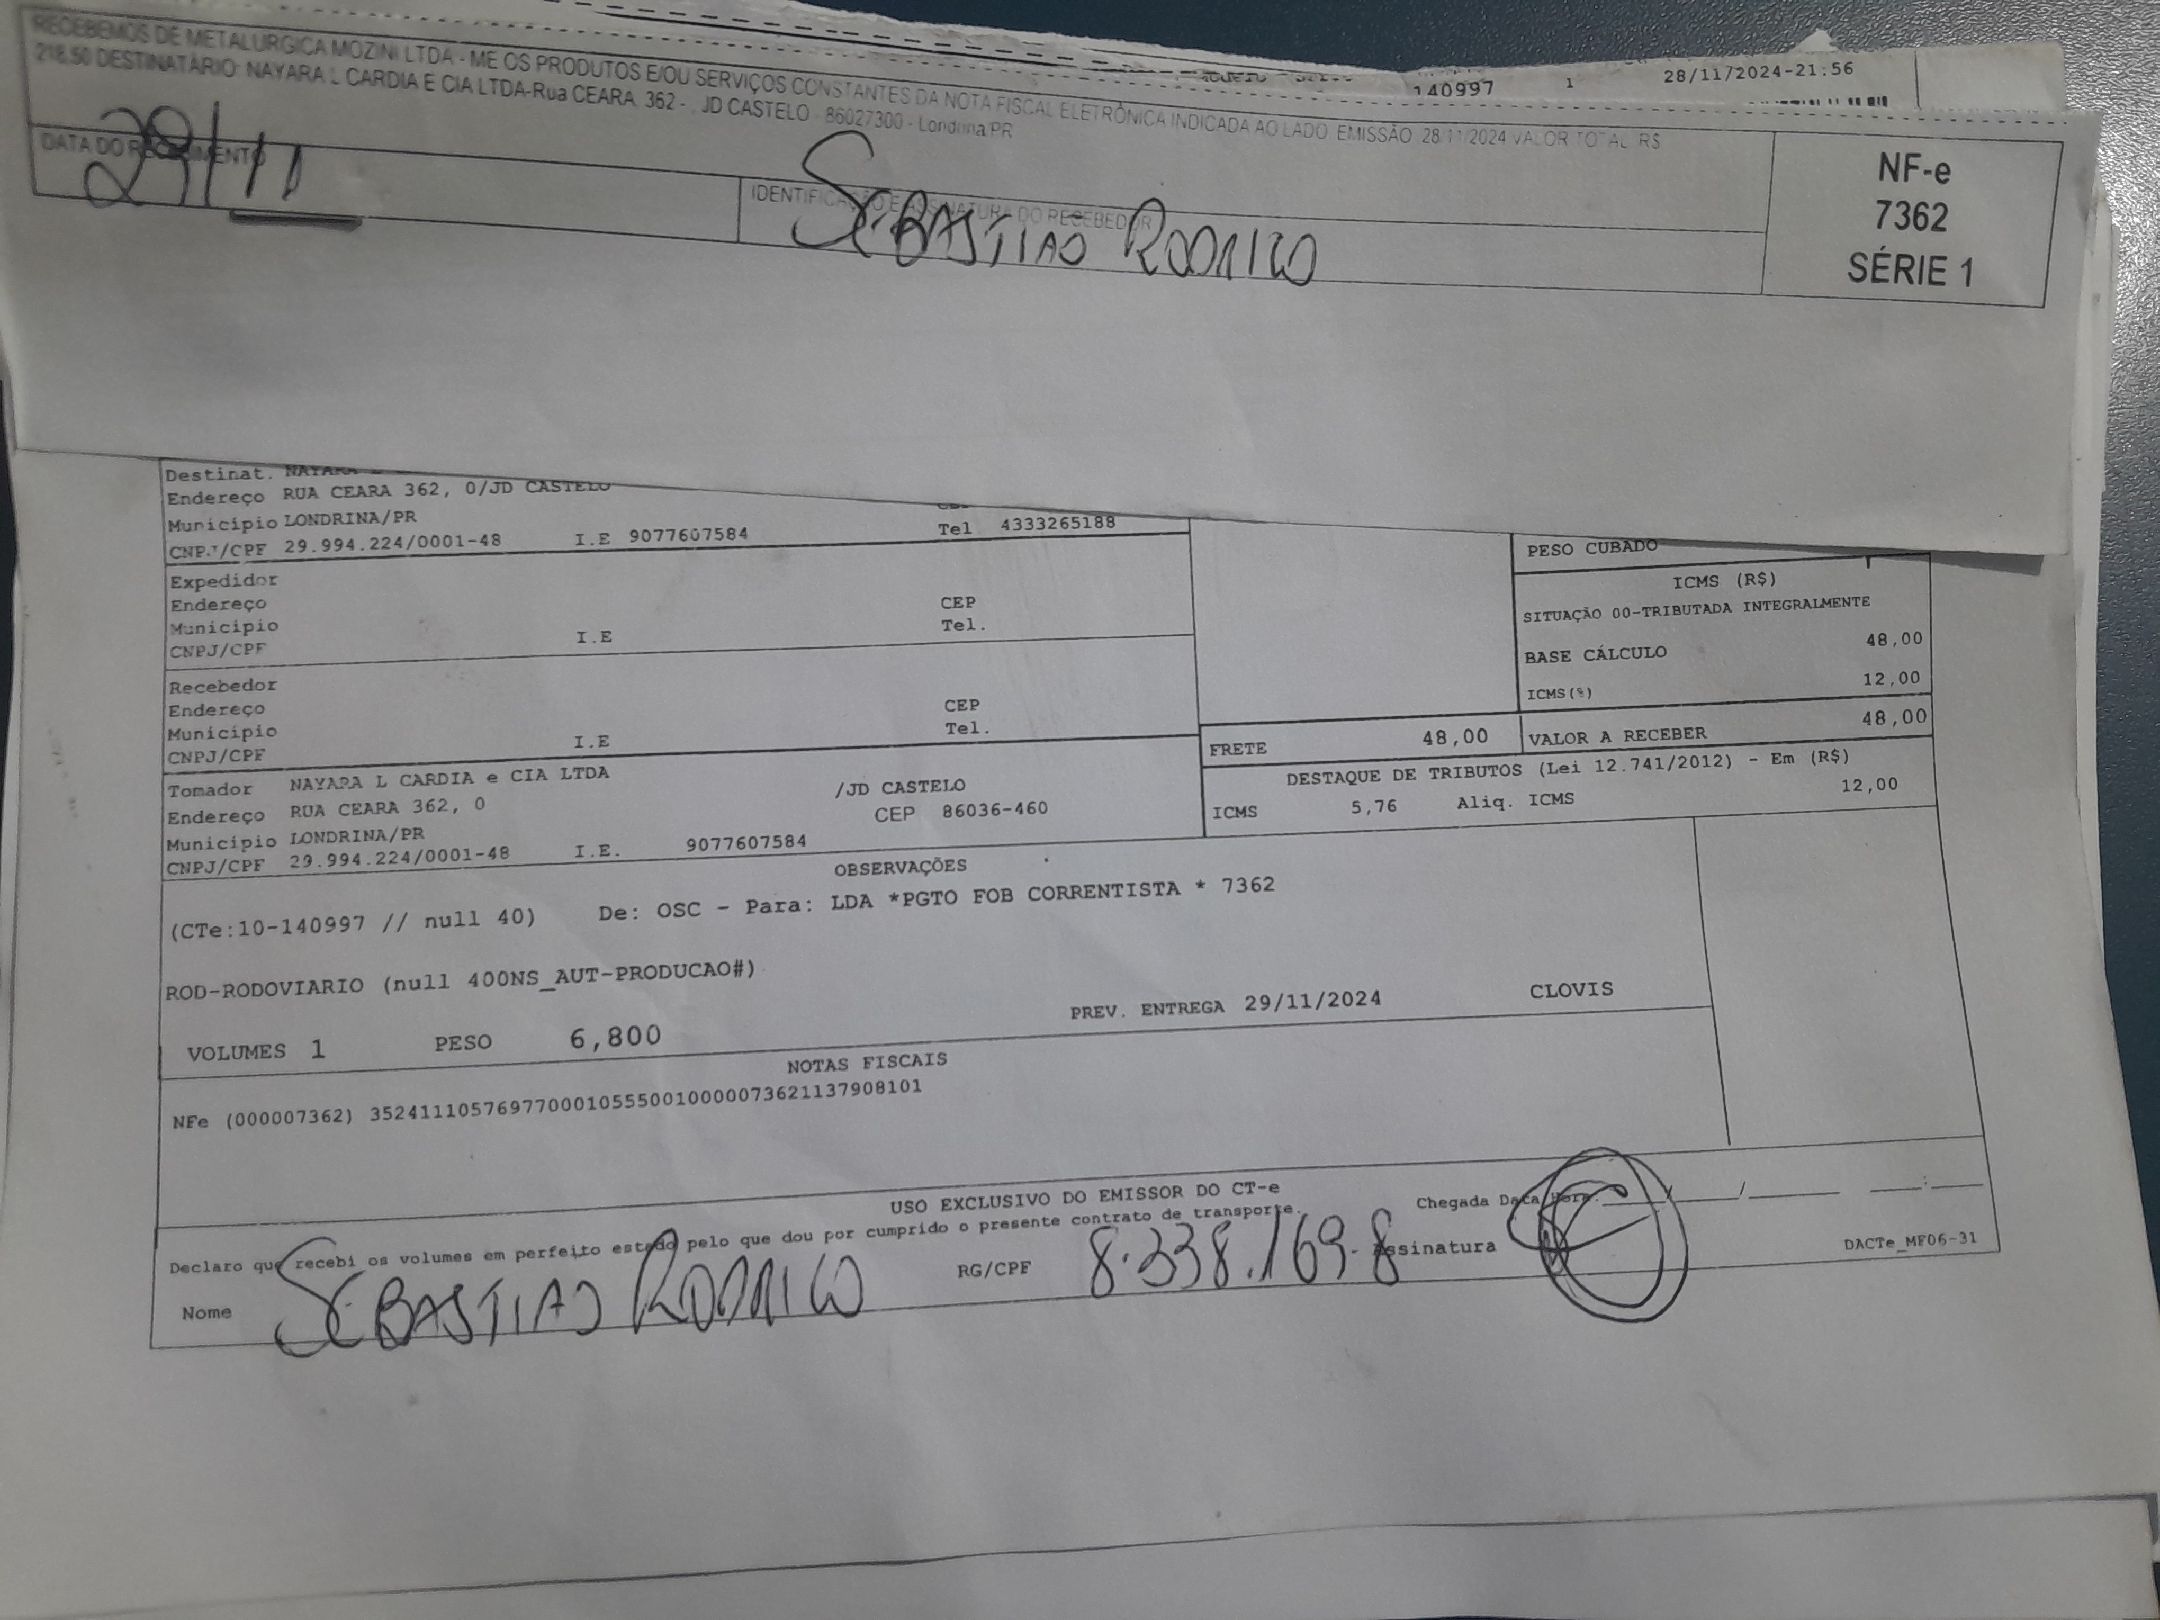 140997 1 28/11/2024-21:56
RECEBEMOS DE METALURGICA MOZINI LTDA - ME OS PRODUTOS E/OU SERVIÇOS CONSTANTES DA NOTA FISCAL ELETRÔNICA INDICADA AO LADO. EMISSÃO: 28/11/2024 VALOR TOTAL: R$
218,50 DESTINATÁRIO: NAYARA L CARDIA E CIA LTDA-Rua CEARA, 362 - , JD CASTELO - 86027300 - Londrina/PR
NF-e
7362
SÉRIE 1
DATA DO RECEBIMENTO
29/11
IDENTIFICAÇÃO E ASSINATURA DO RECEBEDOR
SEBASTIAO RODRIGO
Destinat. NAYARA L
Endereço RUA CEARA 362, 0/JD CASTELO
Município LONDRINA/PR
CNPJ/CPF 29.994.224/0001-48 I.E 9077607584 Tel 4333265188
PESO CUBADO
Expedidor
Endereço CEP
Município Tel.
CNPJ/CPF I.E
ICMS (R$)
SITUAÇÃO 00-TRIBUTADA INTEGRALMENTE
BASE CÁLCULO 48,00
ICMS(%) 12,00
Recebedor
Endereço CEP
Município Tel.
CNPJ/CPF I.E
FRETE 48,00 VALOR A RECEBER 48,00
Tomador NAYARA L CARDIA e CIA LTDA
Endereço RUA CEARA 362, 0 /JD CASTELO
Município LONDRINA/PR CEP 86036-460
CNPJ/CPF 29.994.224/0001-48 I.E. 9077607584
DESTAQUE DE TRIBUTOS (Lei 12.741/2012) - Em (R$)
ICMS 5,76 Aliq. ICMS 12,00
OBSERVAÇÕES
(CTe:10-140997 // null 40) De: OSC - Para: LDA *PGTO FOB CORRENTISTA * 7362
ROD-RODOVIARIO (null 400NS_AUT-PRODUCAO#)
VOLUMES 1 PESO 6,800 PREV. ENTREGA 29/11/2024 CLOVIS
NOTAS FISCAIS
NFe (000007362) 35241110576977000105550010000073621137908101
USO EXCLUSIVO DO EMISSOR DO CT-e
Declaro que recebi os volumes em perfeito estado pelo que dou por cumprido o presente contrato de transporte. Chegada Data/Hora: / / :
Nome SEBASTIAO RODRIGO RG/CPF 8.338.169-8 Assinatura
DACTe_MF06-31